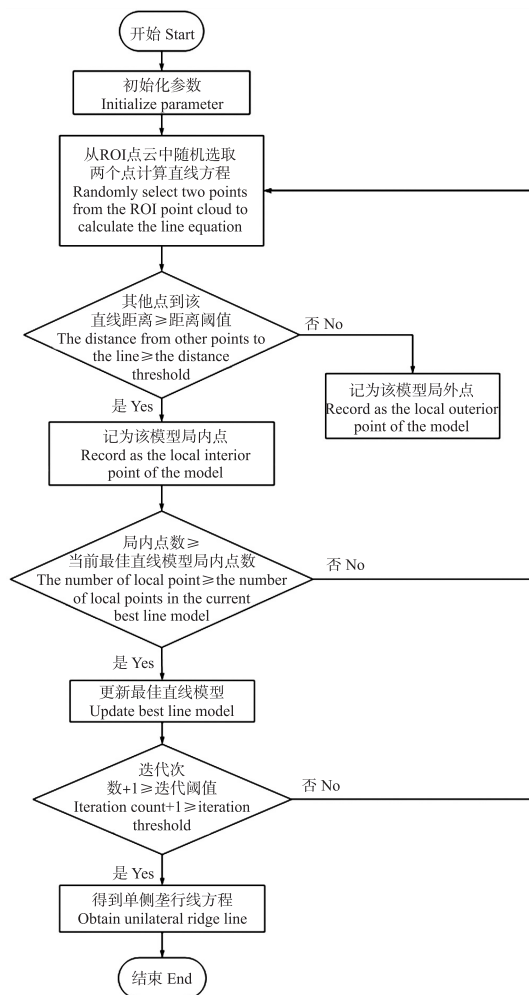 开始 Start
初始化参数
Initialize parameter
从ROI点云中随机选取
两个点计算直线方程
Randomly select two points
from the ROI point cloud to
calculate the line equation
其他点到该
直线距离≥距离阈值
The distance from other points to
the line≥the distance
threshold
否 No
是 Yes
记为该模型局外点
Record as the local outerior
point of the model
记为该模型局内点
Record as the local interior
point of the model
局内点数≥
当前最佳直线模型局内点数
The number of local point≥the number
of local points in the current
best line model
否 No
是 Yes
更新最佳直线模型
Update best line model
迭代次
数+1≥迭代阈值
Iteration count+1≥iteration
threshold
否 No
是 Yes
得到单侧垄行线方程
Obtain unilateral ridge line
结束 End